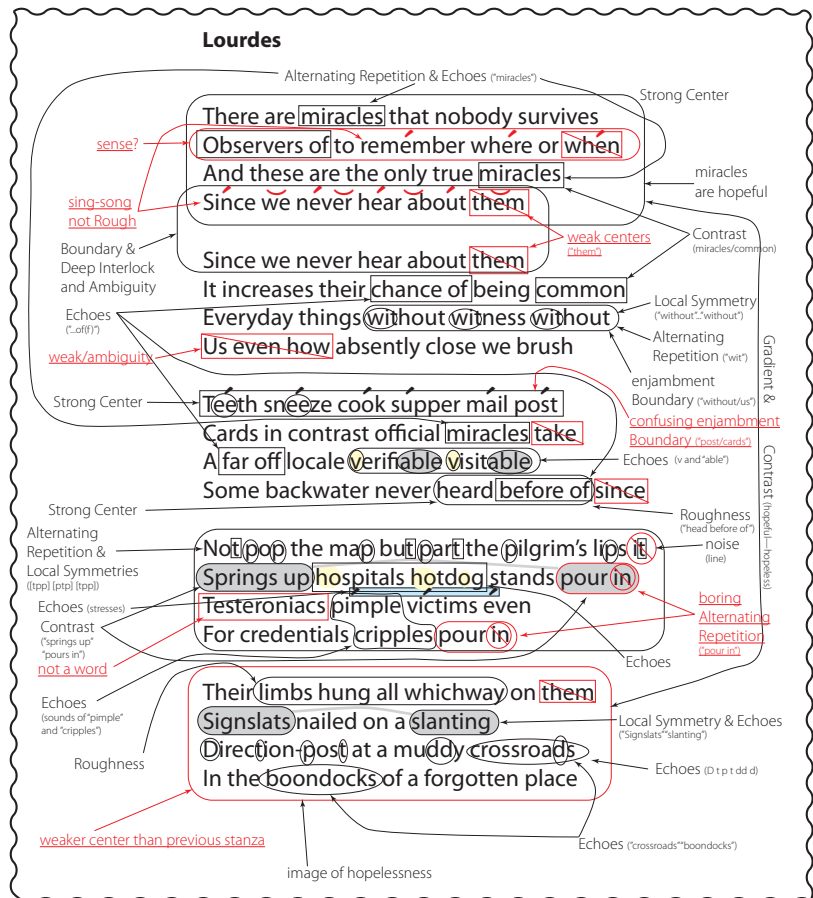 Lourdes
Alternating Repetition & Echoes ("miracles")
Strong Center
There are miracles that nobody survives
sense?
Observers of to remember where or when
And these are the only true miracles
miracles
are hopeful
sing-song
not Rough
Since we never hear about them
weak centers
("them")
Contrast
(miracles/common)
Boundary &
Deep Interlock
and Ambiguity
Since we never hear about them
It increases their chance of being common
Local Symmetry
("without"..."without")
Echoes
("...of(f)")
Everyday things without witness without
Alternating
Repetition ("wit")
weak/ambiguity
Us even how absently close we brush
enjambment
Boundary ("without/us")
Gradient & Contrast (hopeful—hopeless)
Strong Center
Teeth sneeze cook supper mail post
confusing enjambment
Boundary ("post/cards")
Cards in contrast official miracles take
A far off locale verifiable visitable
Echoes (v and "able")
Some backwater never heard before of since
Strong Center
Roughness
("head before of")
Alternating
Repetition &
Local Symmetries
([tpp] [ptp] [tpp])
Not pop the map but part the pilgrim's lips it
noise
(line)
Springs up hospitals hotdog stands pour in
Echoes (stresses)
Testeroniacs pimple victims even
boring
Alternating
Repetition
("pour in")
Contrast
("springs up"
"pours in")
For credentials cripples pour in
not a word
Echoes
Echoes
(sounds of "pimple"
and "cripples")
Their limbs hung all whichway on them
Signslats nailed on a slanting
Local Symmetry & Echoes
("Signslats" "slanting")
Roughness
Direction-post at a muddy crossroads
Echoes (D t p t dd d)
In the boondocks of a forgotten place
weaker center than previous stanza
Echoes ("crossroads" "boondocks")
image of hopelessness